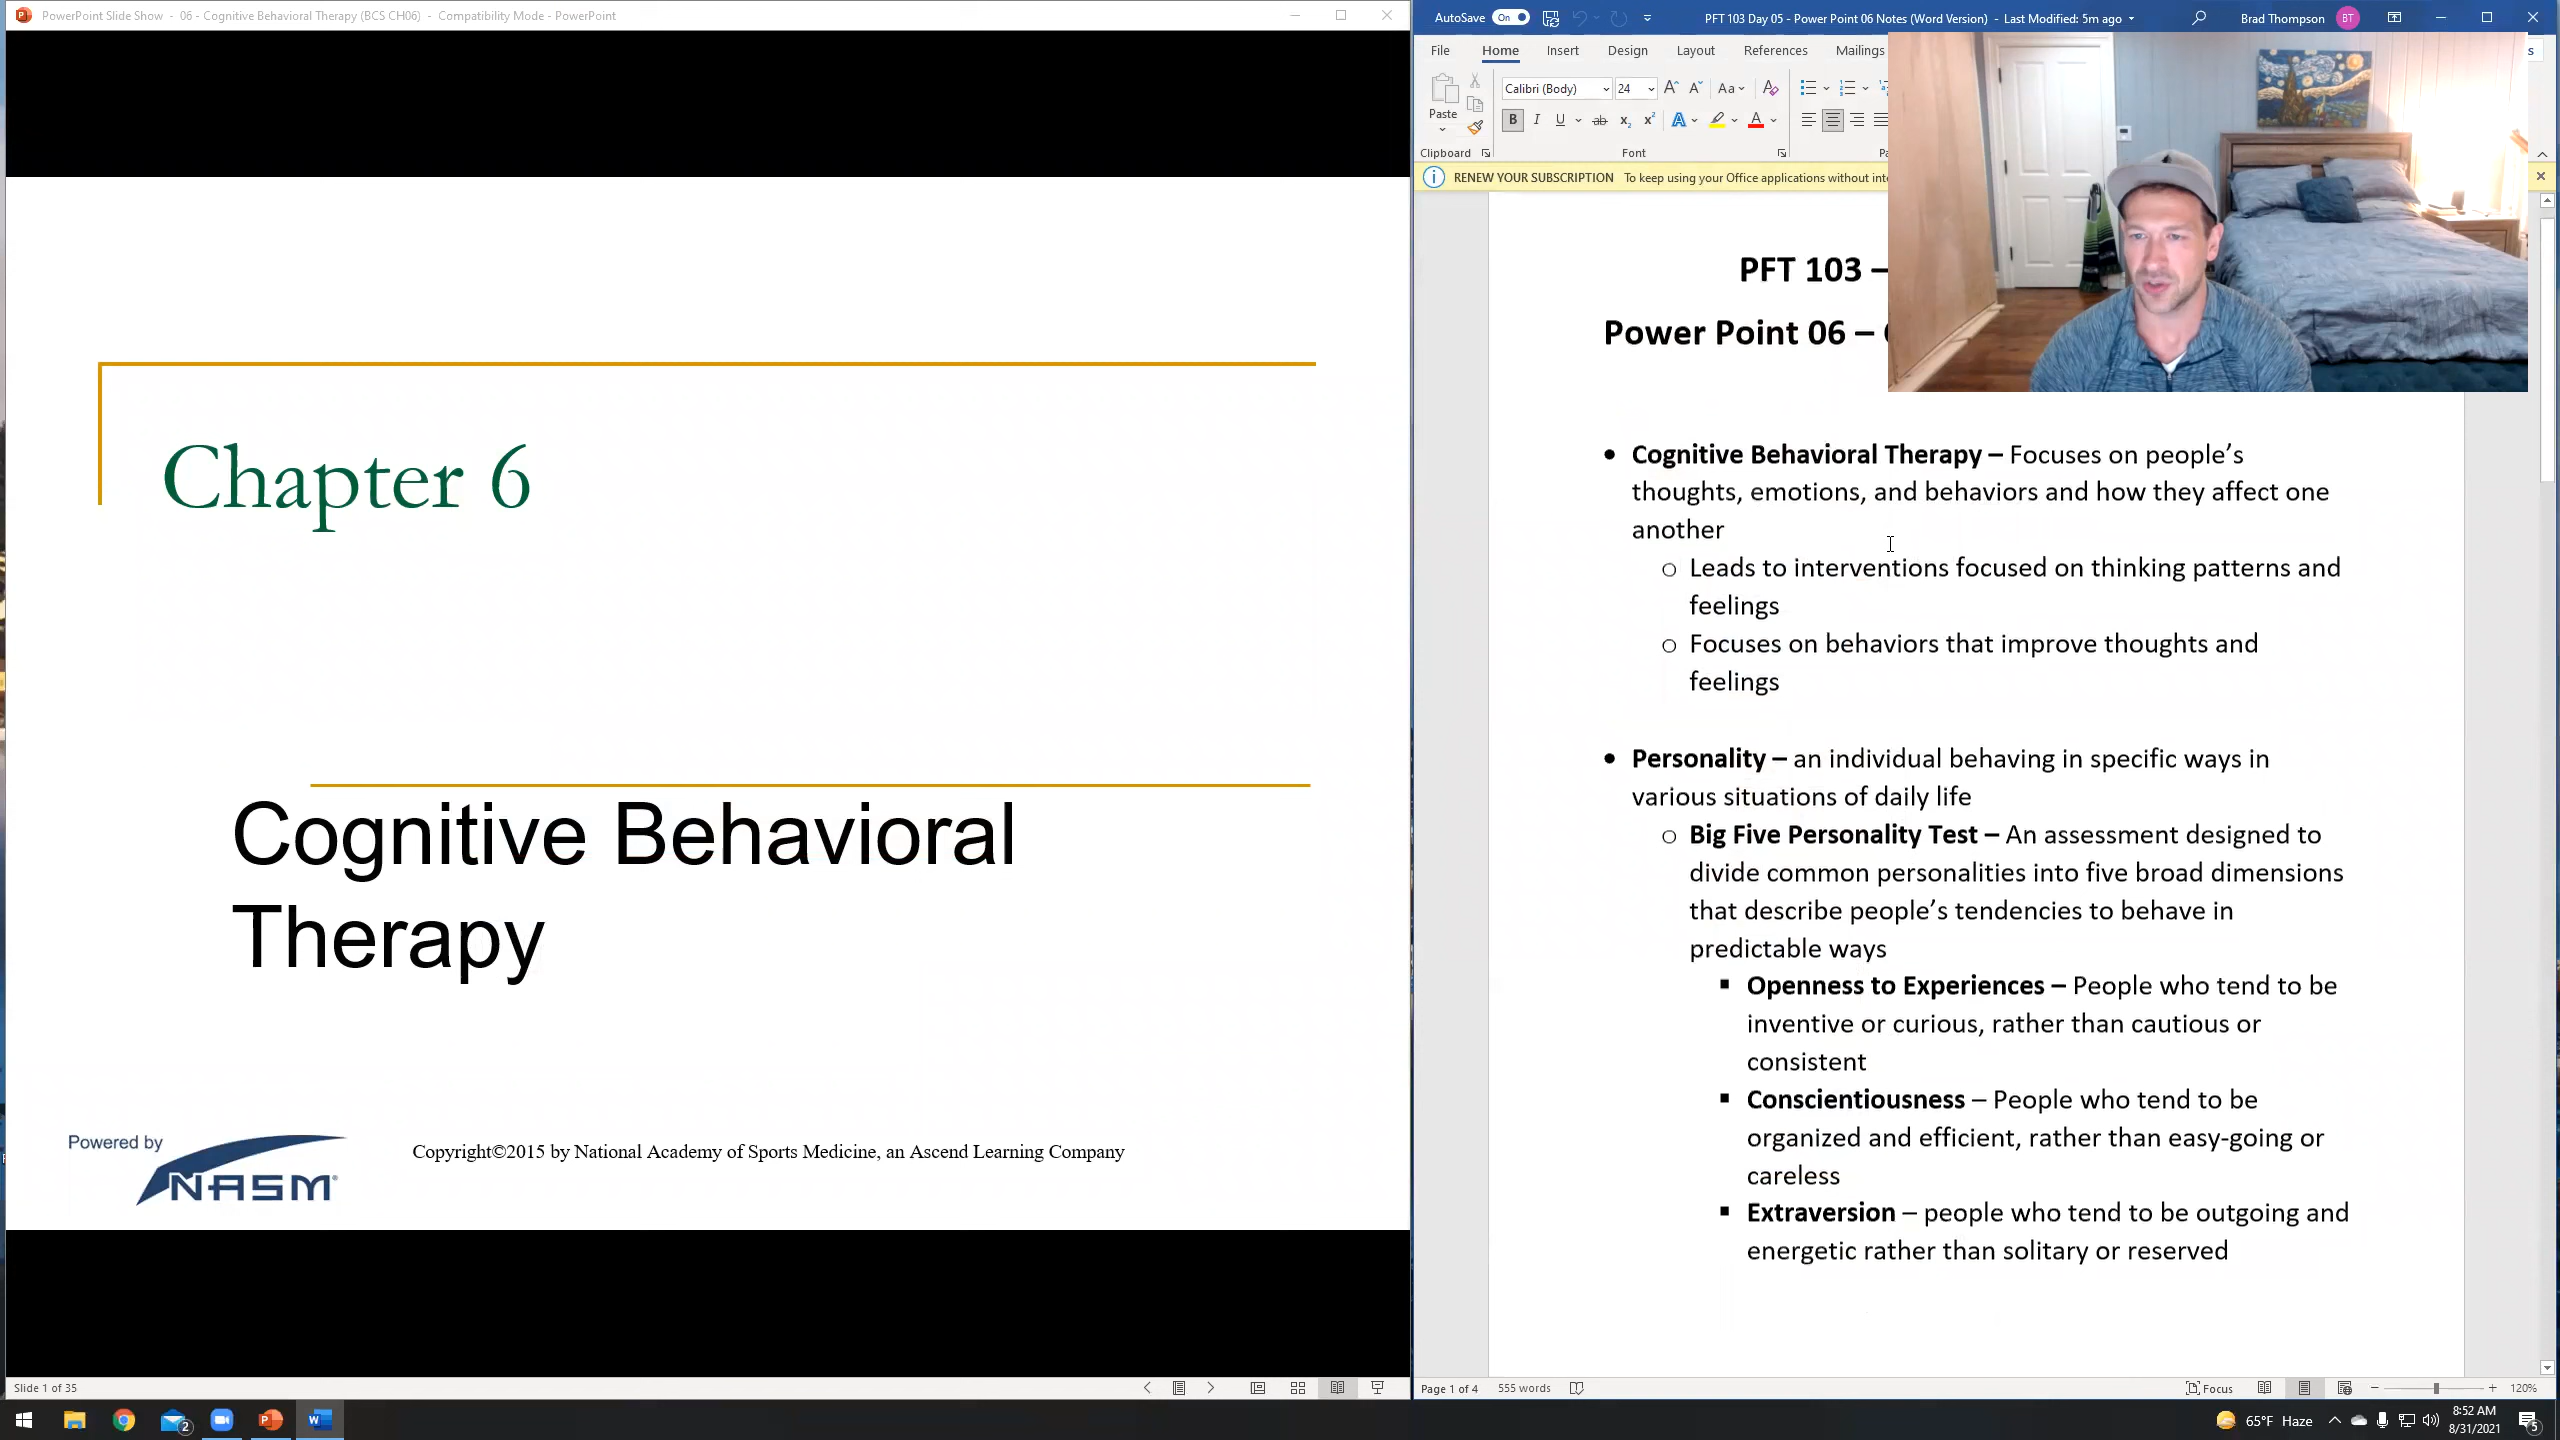 PowerPoint Slide Show - 06 - Cognitive Behavioral Therapy (BCS CH06) - Compatibility Mode - PowerPoint
Chapter 6
Cognitive Behavioral
Therapy
Powered by
NASM
Copyright©2015 by National Academy of Sports Medicine, an Ascend Learning Company
Slide 1 of 35
AutoSave On
PFT 103 Day 05 - Power Point 06 Notes (Word Version) - Last Modified: 5m ago
Brad Thompson BT
File Home Insert Design Layout References Mailings
Paste
Calibri (Body) 24
Clipboard Font
RENEW YOUR SUBSCRIPTION To keep using your Office applications without int
PFT 103 –
Power Point 06 –
• Cognitive Behavioral Therapy – Focuses on people’s
thoughts, emotions, and behaviors and how they affect one
another
o Leads to interventions focused on thinking patterns and
feelings
o Focuses on behaviors that improve thoughts and
feelings
• Personality – an individual behaving in specific ways in
various situations of daily life
o Big Five Personality Test – An assessment designed to
divide common personalities into five broad dimensions
that describe people’s tendencies to behave in
predictable ways
▪ Openness to Experiences – People who tend to be
inventive or curious, rather than cautious or
consistent
▪ Conscientiousness – People who tend to be
organized and efficient, rather than easy-going or
careless
▪ Extraversion – people who tend to be outgoing and
energetic rather than solitary or reserved
Page 1 of 4 555 words
Focus
120%
2
65°F Haze
8:52 AM
8/31/2021
5